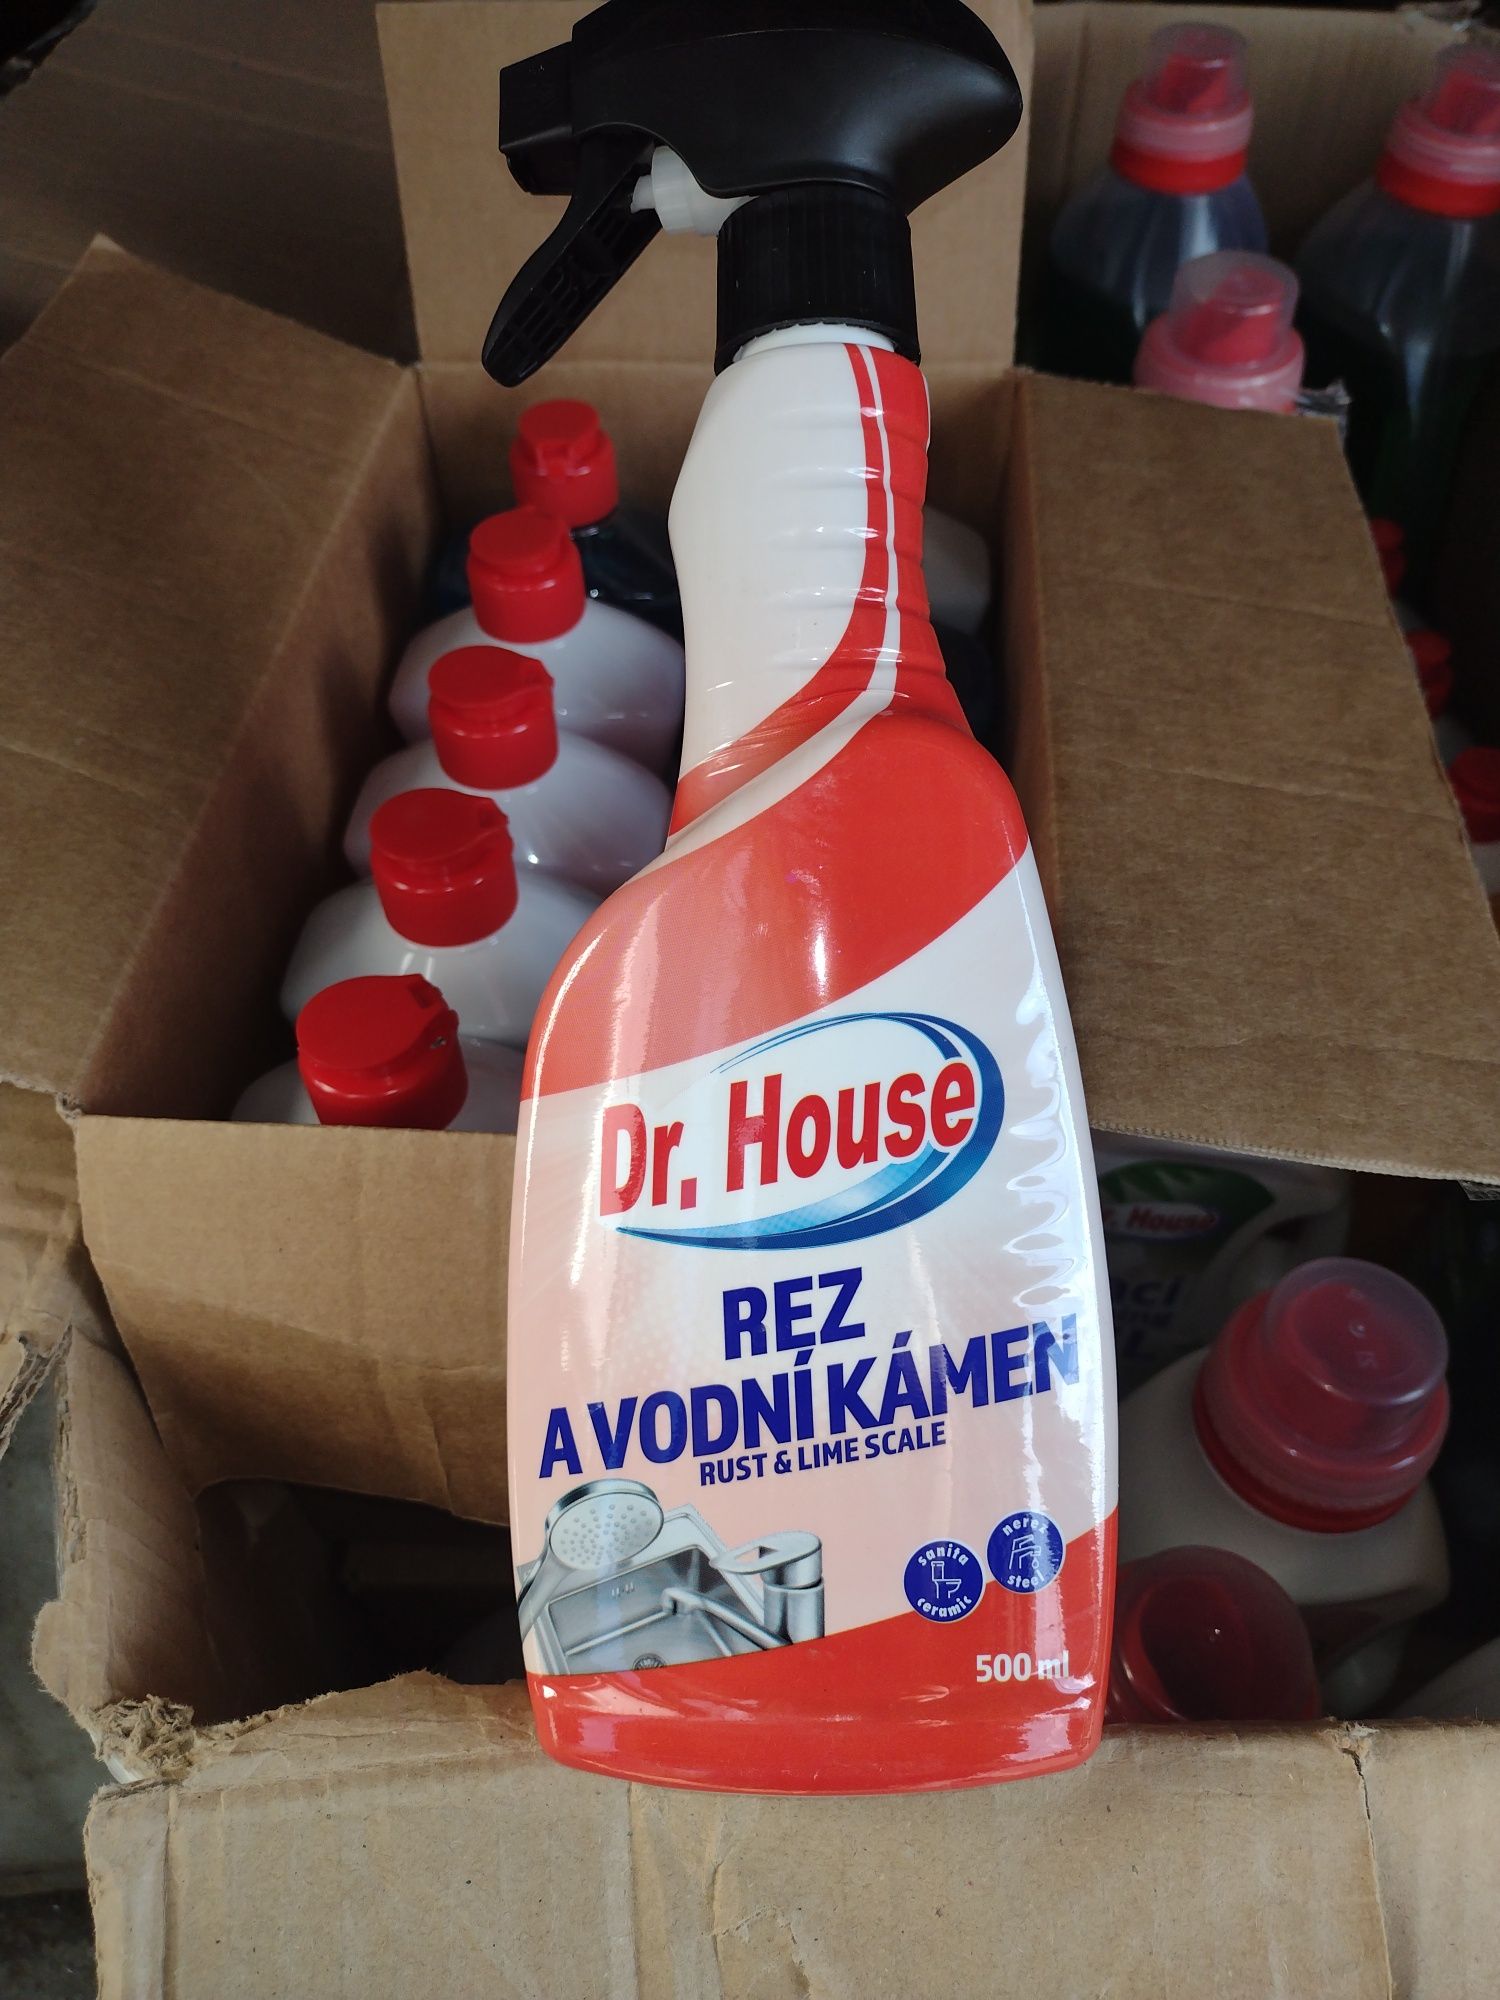 Dr. House
REZ
A VODNÍ KÁMEN
RUST & LIME SCALE
sanita
ceramic
nerez
steel
500 ml
Dr. House